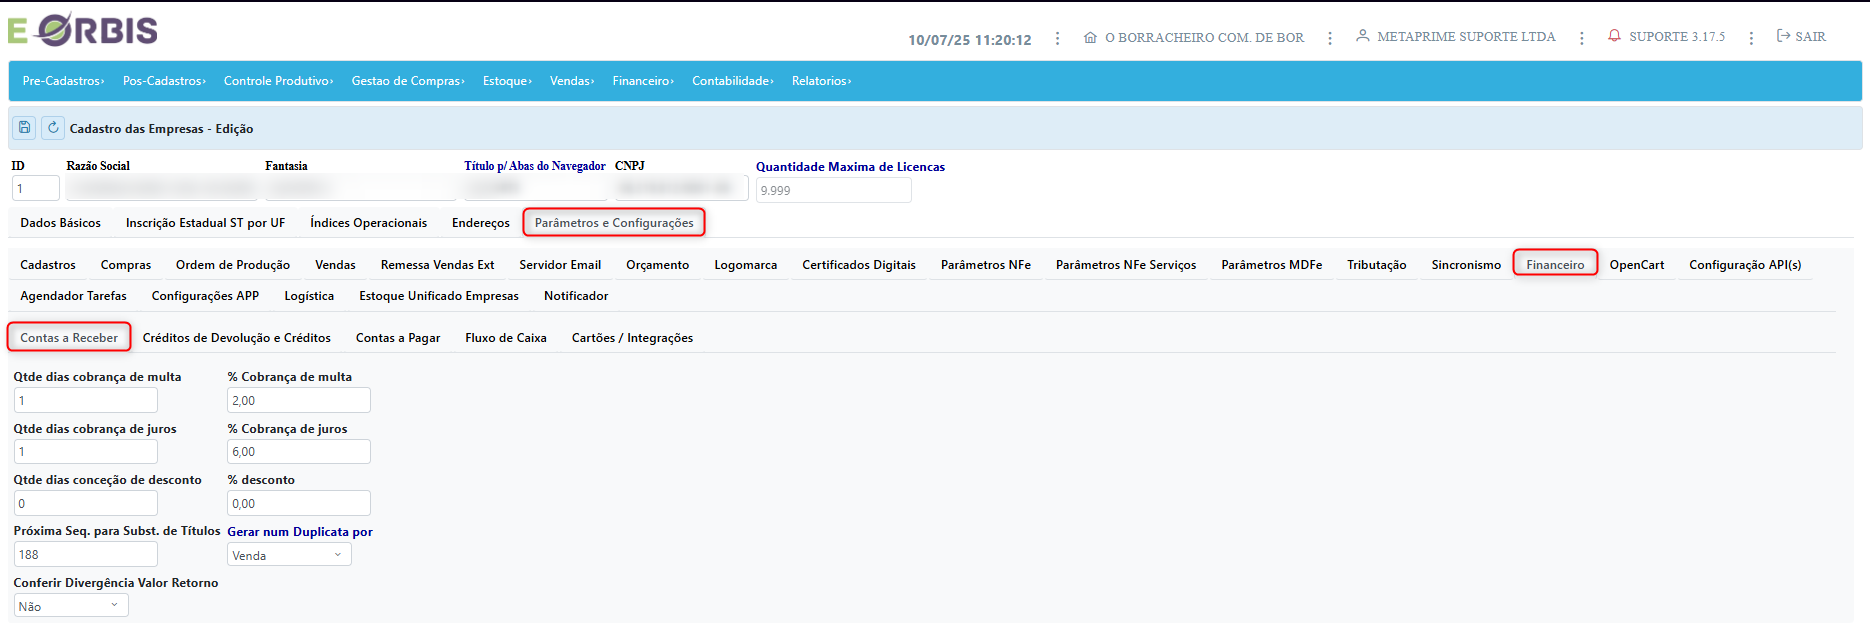 E ORBIS
10/07/25 11:20:12 O BORRACHEIRO COM. DE BOR METAPRIME SUPORTE LTDA SUPORTE 3.17.5 SAIR
Pre-Cadastros› Pos-Cadastros› Controle Produtivo› Gestao de Compras› Estoque› Vendas› Financeiro› Contabilidade› Relatorios›
Cadastro das Empresas - Edição
ID Razão Social Fantasia Título p/ Abas do Navegador CNPJ Quantidade Maxima de Licencas
1 9.999
Dados Básicos Inscrição Estadual ST por UF Índices Operacionais Endereços Parâmetros e Configurações
Cadastros Compras Ordem de Produção Vendas Remessa Vendas Ext Servidor Email Orçamento Logomarca Certificados Digitais Parâmetros NFe Parâmetros NFe Serviços Parâmetros MDFe Tributação Sincronismo Financeiro OpenCart Configuração API(s)
Agendador Tarefas Configurações APP Logística Estoque Unificado Empresas Notificador
Contas a Receber Créditos de Devolução e Créditos Contas a Pagar Fluxo de Caixa Cartões / Integrações
Qtde dias cobrança de multa % Cobrança de multa
1 2,00
Qtde dias cobrança de juros % Cobrança de juros
1 6,00
Qtde dias conceção de desconto % desconto
0 0,00
Próxima Seq. para Subst. de Títulos Gerar num Duplicata por
188 Venda
Conferir Divergência Valor Retorno
Não